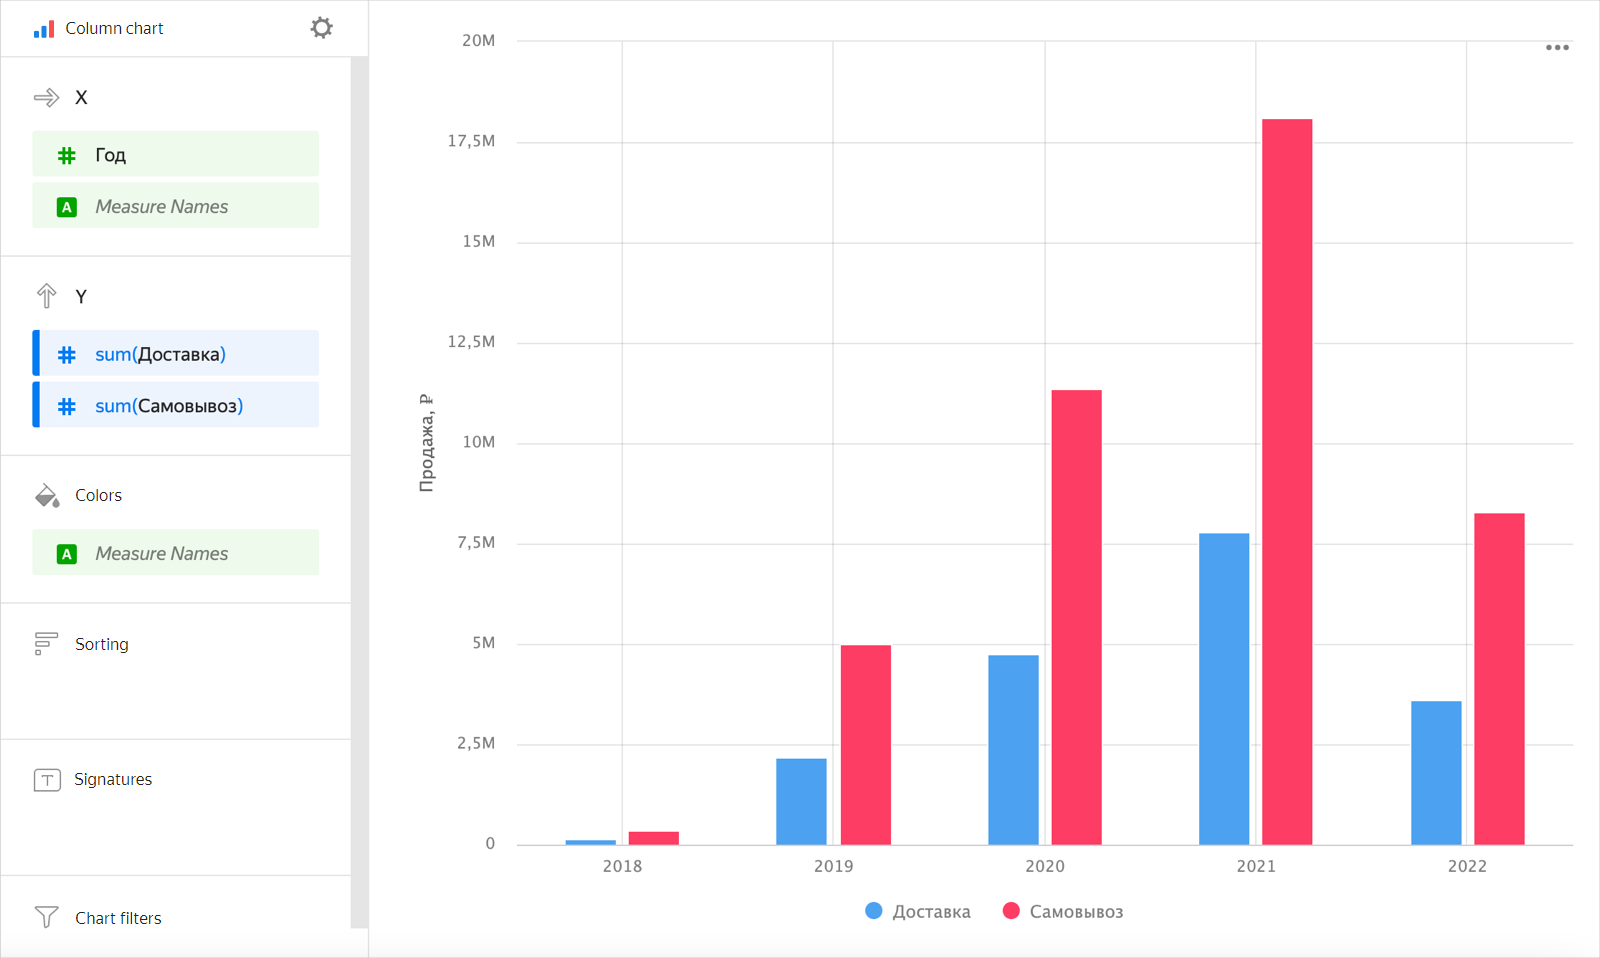 Column chart
X
Год
A
Measure Names
Y
sum(Доставка)
sum(Самовывоз)
Colors
A
Measure Names
Sorting
T
Signatures
Chart filters
Продажа, ₽
20M
17,5M
15M
12,5M
10M
7,5M
5M
2,5M
0
2018 2019 2020 2021 2022
Доставка Самовывоз